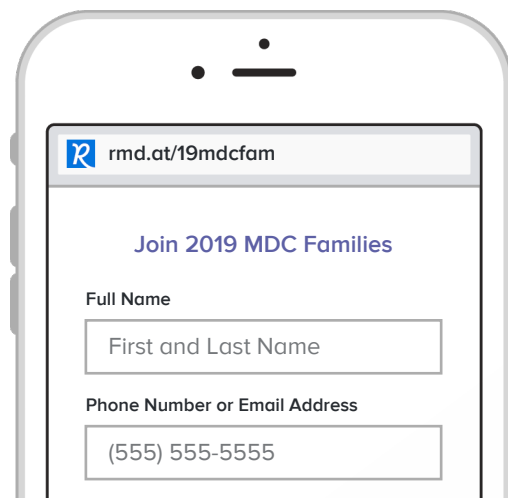 rmd.at/19mdcfam
Join 2019 MDC Families
Full Name
First and Last Name
Phone Number or Email Address
(555) 555-5555